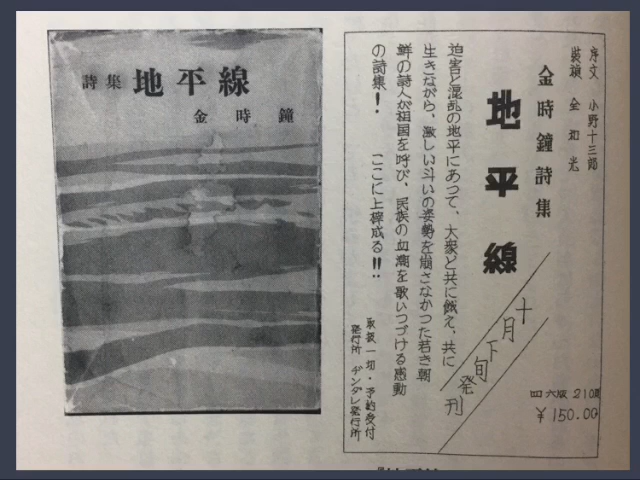 詩集 地平線
金時鐘
序文 小野十三郎
装幀 金和光
金時鐘詩集
地平線
迫害と混乱の地平にあって、大衆と共に餓え、共に
生きながら、激しい斗いの姿勢を崩さなかった若き朝
鮮の詩人が祖国を呼び、民族の血潮を歌いつづける感動
の詩集! ここに上梓成る!!
十月下旬発刊
四六版 210頁
¥150.00
取扱一切・予約受付
発行所 ヂンダレ発行所